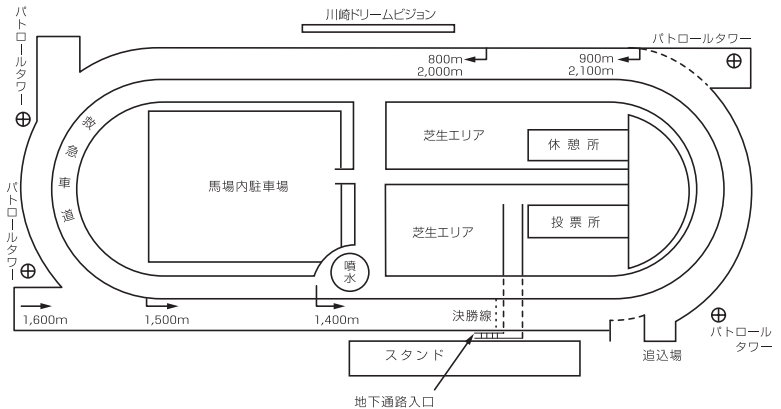 川崎ドリームビジョン
パトロールタワー
800m
2,000m
900m
2,100m
パトロールタワー
救急車道
馬場内駐車場
芝生エリア
休憩所
芝生エリア
投票所
パトロールタワー
噴水
1,600m
1,500m
1,400m
決勝線
パトロール
タワー
スタンド
追込場
地下通路入口